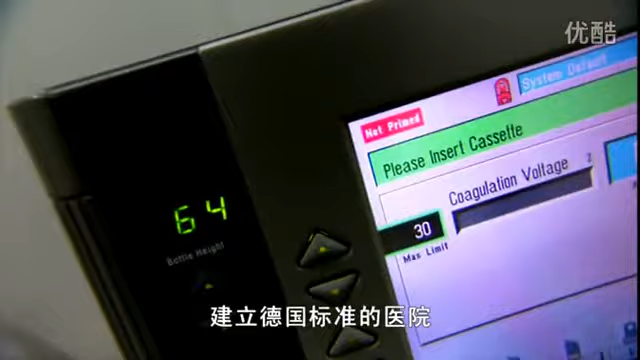 优酷
System Default
Not Primed
Please Insert Cassette
Coagulation Voltage
30
Max Limit
64
Bottle Height
建立德国标准的医院